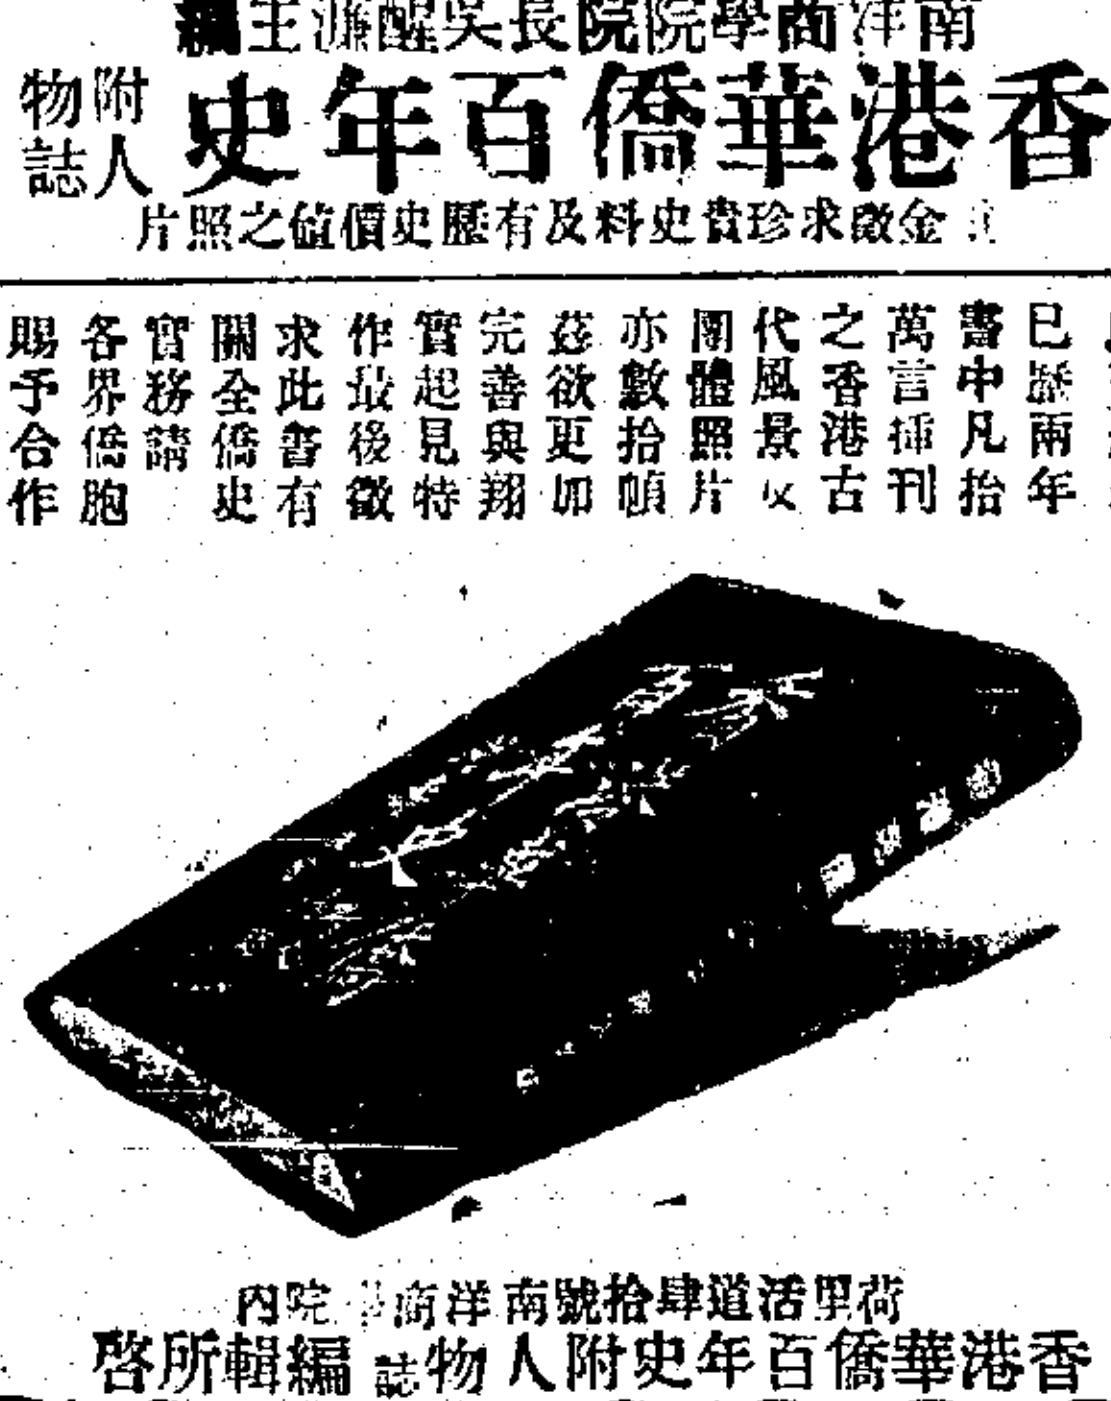 南洋商學院院長吳醒濂主編
香港華僑百年史
附人
物誌
金徵求珍貴史料及有歷史價值之照片
已歷兩年
書中凡拾
萬言插刊
之香港古
代風景及
團體照片
亦數拾幀
茲欲更加
完善與翔
實起見特
作最後徵
求此書有
關全僑史
實務請
各界僑胞
賜予合作
荷里活道肆拾號南洋商學院內
香港華僑百年史附人物誌編輯所啓